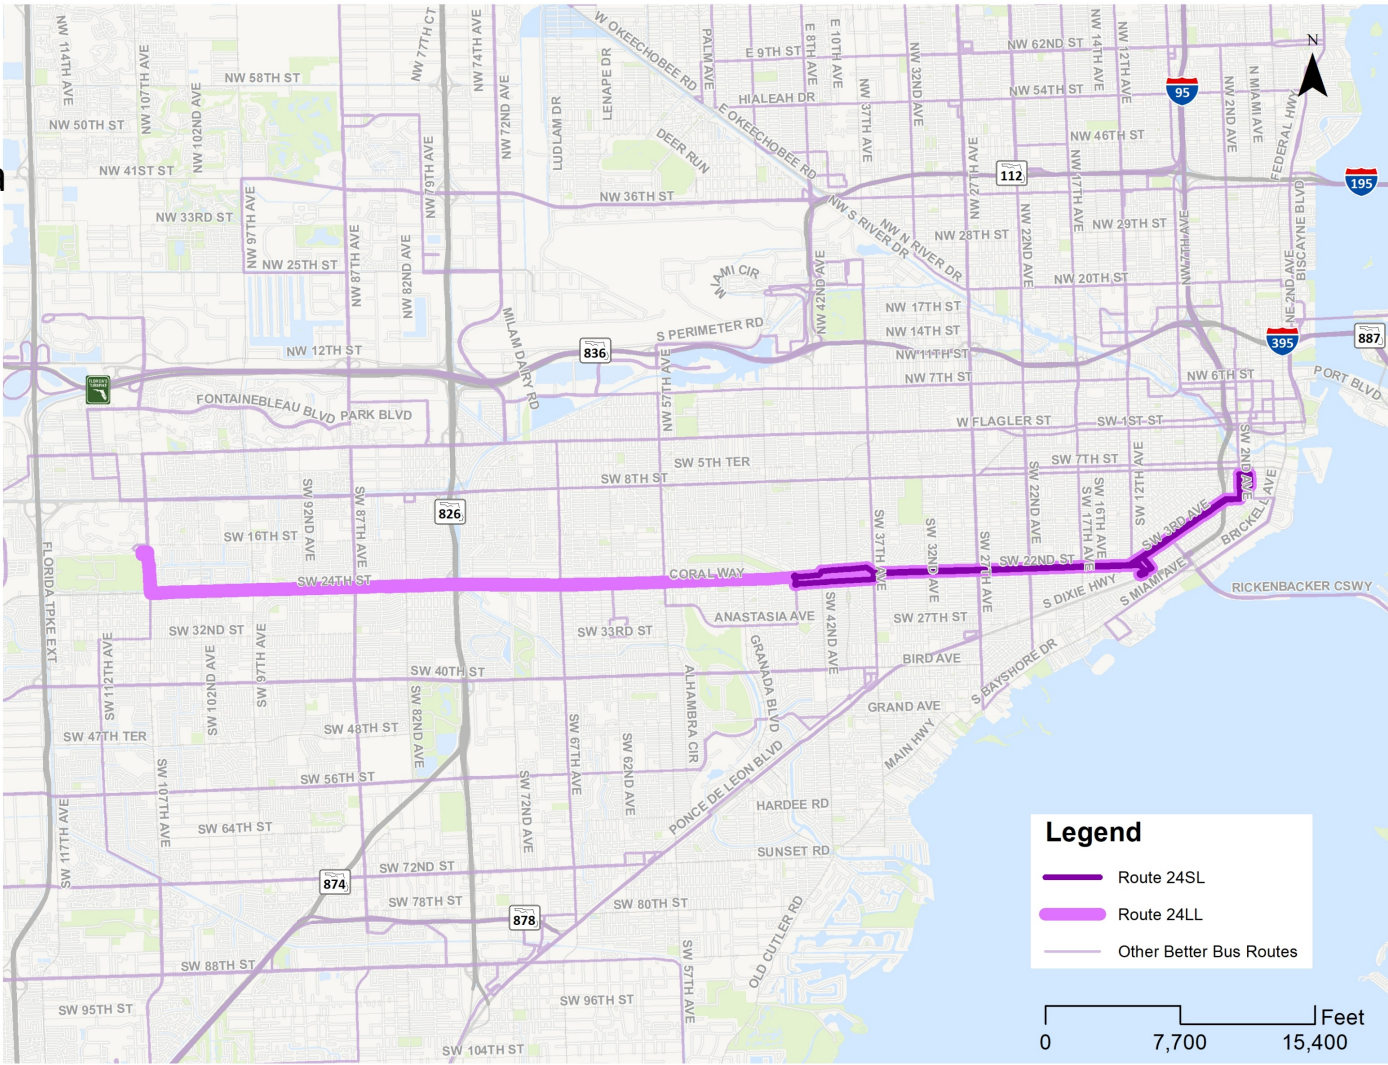 W OKEECHOBEE RD
NW 114TH AVE
NW 107TH AVE
NW 77TH CT
NW 74TH AVE
PALM AVE
E 8TH AVE
E 10TH AVE
E 9TH ST
NW 62ND ST
NW 14TH AVE
NW 12TH AVE
N
NW 58TH ST
NW 102ND AVE
NW 72ND AVE
LUDLAM DR
LENAPE DR
HIALEAH DR
NW 37TH AVE
NW 32ND AVE
NW 54TH ST
95
NW 2ND AVE
N MIAMI AVE
FEDERAL HWY
NW 50TH ST
DEER RUN
E OKEECHOBEE RD
NW 46TH ST
NW 41ST ST
NW 79TH AVE
NW 36TH ST
NW 27TH AVE
112
NW 17TH AVE
195
NW 97TH AVE
NW 33RD ST
NW S RIVER DR
NW N RIVER DR
NW 28TH ST
NW 22ND AVE
NW 29TH ST
NW 7TH AVE
BISCAYNE BLVD
NW 25TH ST
NW 87TH AVE
NW 82ND AVE
MIAMI CIR
NW 42ND AVE
NW 20TH ST
NE 2ND AVE
MILAM DAIRY RD
S PERIMETER RD
NW 17TH ST
NW 14TH ST
NW 12TH ST
836
NW 57TH AVE
NW 11TH ST
395
887
FLORIDA'S
TURNPIKE
NW 7TH ST
NW 6TH ST
PORT BLVD
FONTAINEBLEAU BLVD
PARK BLVD
W FLAGLER ST
SW 1ST ST
SW 2ND AVE
SW 5TH TER
SW 7TH ST
SW 8TH ST
SW 92ND AVE
SW 87TH AVE
826
SW 22ND AVE
SW 16TH AVE
SW 17TH AVE
SW 12TH AVE
SW 3RD AVE
BRICKELL AVE
FLORIDA TPKE EXT
SW 16TH ST
SW 37TH AVE
SW 32ND AVE
SW 27TH AVE
SW 22ND ST
SW 24TH ST
CORAL WAY
S DIXIE HWY
S MIAMI AVE
RICKENBACKER CSWY
SW 32ND ST
SW 33RD ST
ANASTASIA AVE
SW 42ND AVE
SW 27TH ST
SW 112TH AVE
SW 102ND AVE
SW 97TH AVE
SW 40TH ST
ALHAMBRA CIR
GRANADA BLVD
BIRD AVE
S BAYSHORE DR
SW 82ND AVE
GRAND AVE
SW 47TH TER
SW 48TH ST
SW 67TH AVE
SW 62ND AVE
MAIN HWY
SW 107TH AVE
SW 56TH ST
SW 72ND AVE
PONCE DE LEON BLVD
SW 117TH AVE
SW 64TH ST
HARDEE RD
SUNSET RD
SW 72ND ST
874
SW 78TH ST
878
SW 80TH ST
OLD CUTLER RD
SW 88TH ST
SW 57TH AVE
SW 95TH ST
SW 96TH ST
SW 104TH ST
Legend
Route 24SL
Route 24LL
Other Better Bus Routes
Feet
0 7,700 15,400